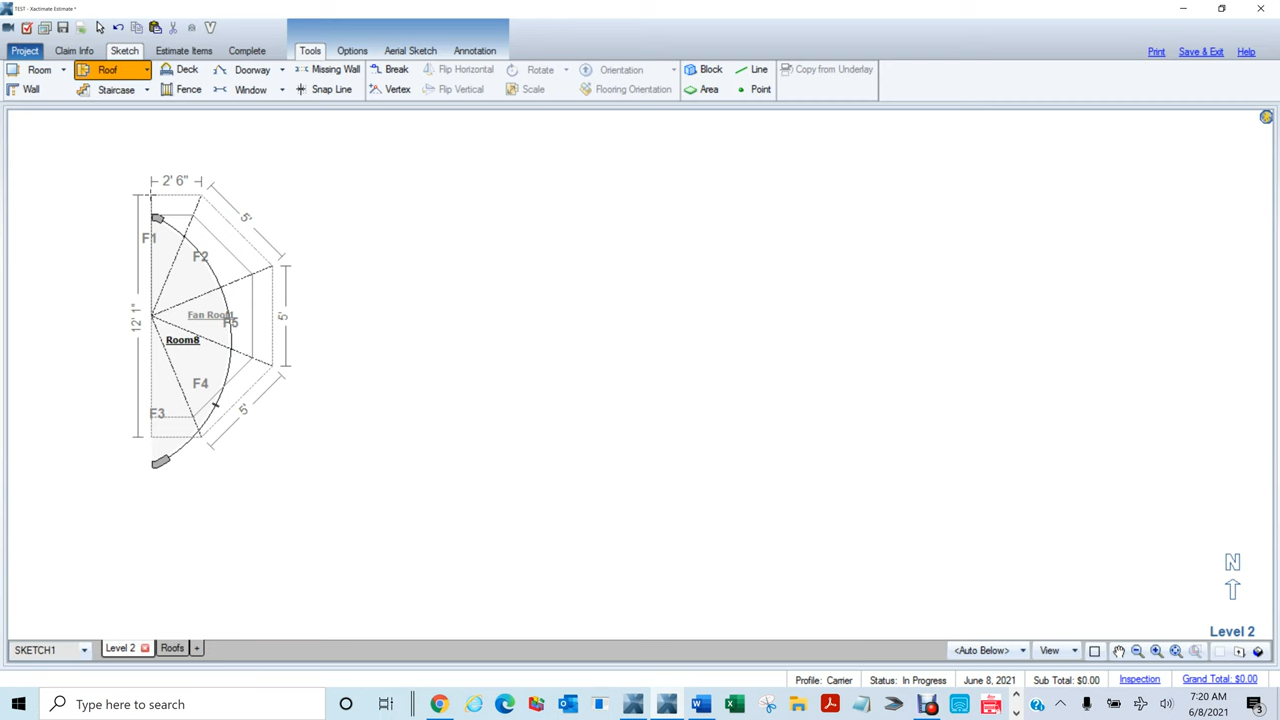 TEST - Xactimate Estimate *
Project Claim Info Sketch Estimate Items Complete Tools Options Aerial Sketch Annotation Print Save & Exit Help
Room Roof Deck Doorway Missing Wall Break Flip Horizontal Rotate Orientation Block Line Copy from Underlay
Wall Staircase Fence Window Snap Line Vertex Flip Vertical Scale Flooring Orientation Area Point
2' 6"
5'
F1
F2
12' 1"
Fan Roof1
F5
5'
Room8
F4
F3
5'
N
Level 2
SKETCH1 Level 2 Roofs + <Auto Below> View
Profile: Carrier Status: In Progress June 8, 2021 Sub Total: $0.00 Inspection Grand Total: $0.00
Type here to search
7:20 AM
6/8/2021
3